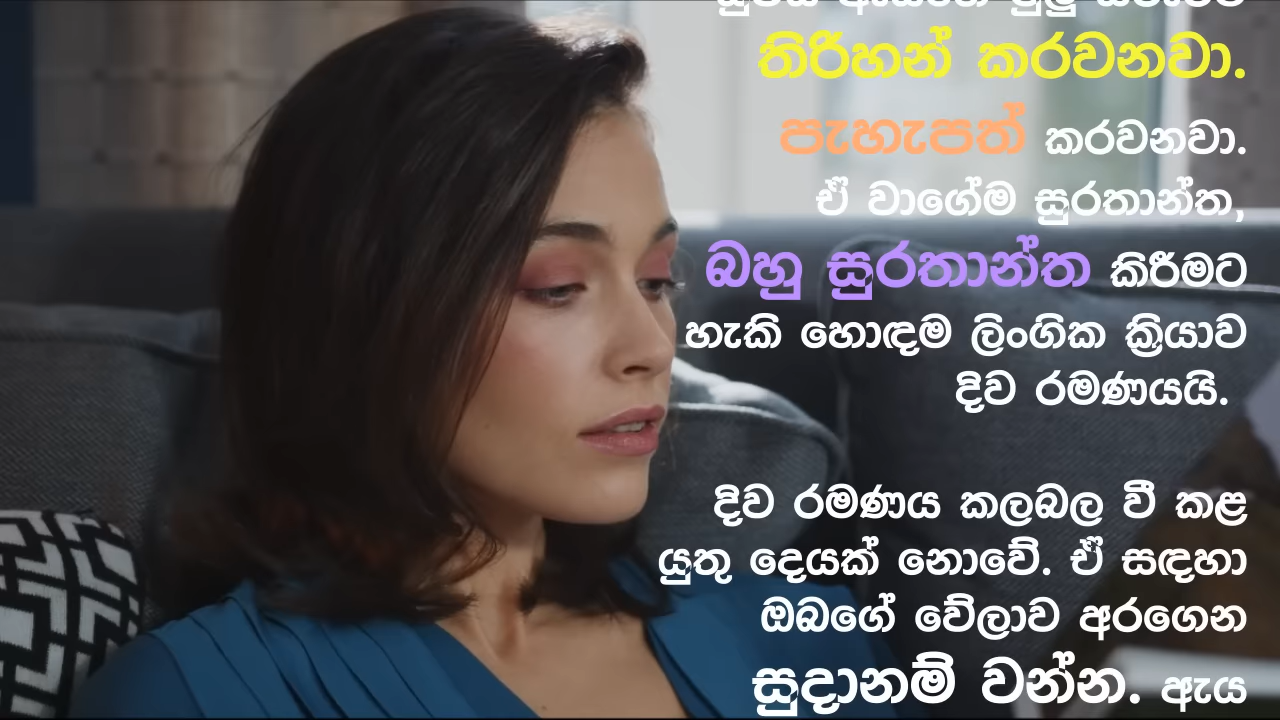 තිරිහන් කරවනවා.
පැහැපත් කරවනවා.
ඒ වාගේම සුරතාන්ත,
බහු සුරතාන්ත කිරීමට
හැකි හොඳම ලිංගික ක්‍රියාව
දිව රමණයයි.
දිව රමණය කලබල වී කළ
යුතු දෙයක් නොවේ. ඒ සඳහා
ඔබගේ වේලාව අරගෙන
සුදානම් වන්න. ඇය